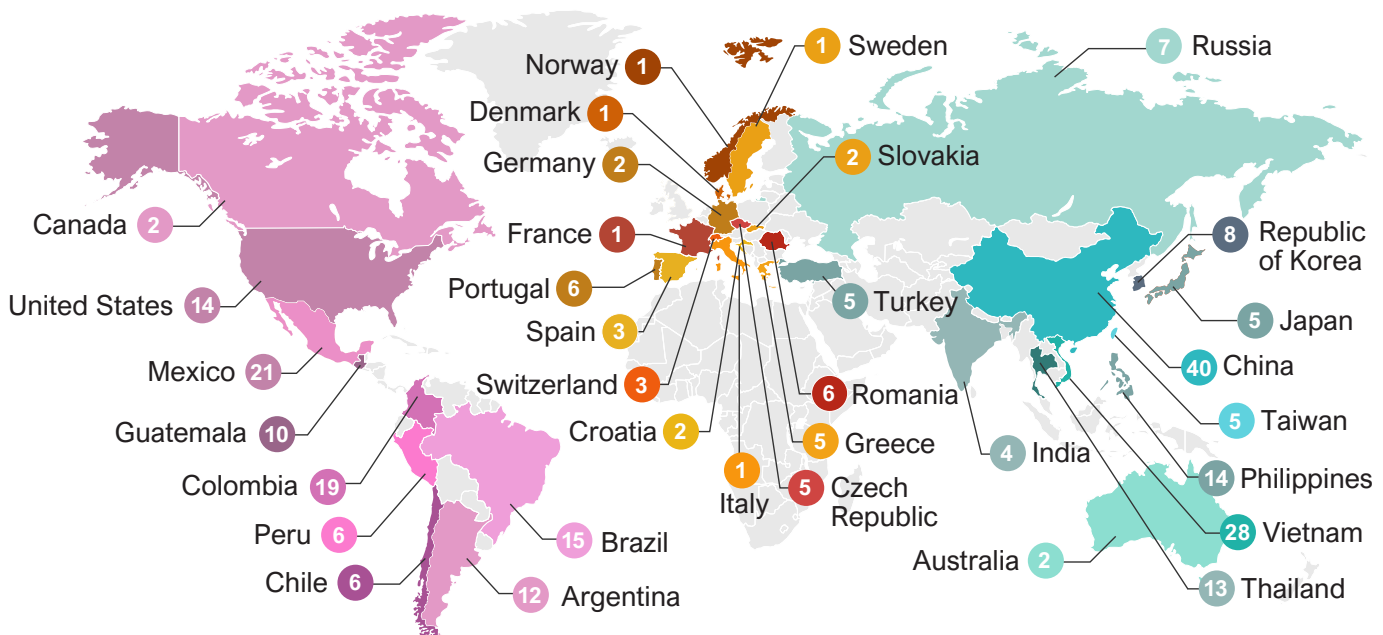 Norway 1
1 Sweden
7 Russia
Denmark 1
Germany 2
2 Slovakia
Canada 2
France 1
8 Republic
of Korea
United States 14
Portugal 6
5 Turkey
Spain 3
5 Japan
Mexico 21
Switzerland 3
6 Romania
40 China
Guatemala 10
Croatia 2
5 Greece
5 Taiwan
4 India
Colombia 19
1
Italy
5 Czech
Republic
14 Philippines
Peru 6
15 Brazil
28 Vietnam
Australia 2
Chile 6
12 Argentina
13 Thailand